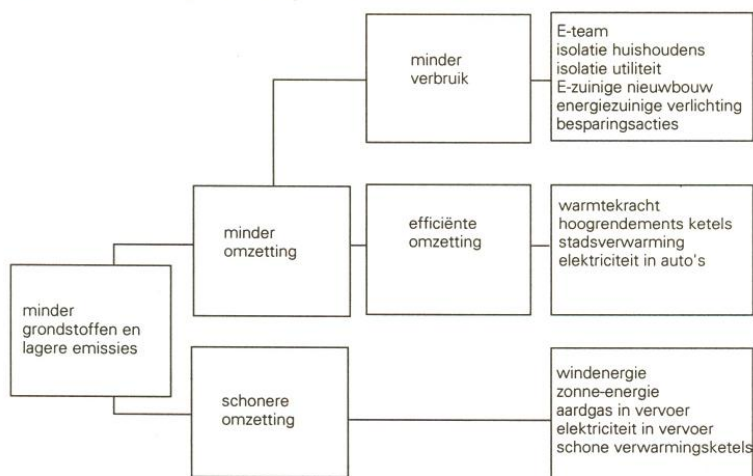 minder
verbruik
E-team
isolatie huishoudens
isolatie utiliteit
E-zuinige nieuwbouw
energiezuinige verlichting
besparingsacties
minder
omzetting
efficiënte
omzetting
warmtekracht
hoogrendements ketels
stadsverwarming
elektriciteit in auto's
minder
grondstoffen en
lagere emissies
schonere
omzetting
windenergie
zonne-energie
aardgas in vervoer
elektriciteit in vervoer
schone verwarmingsketels